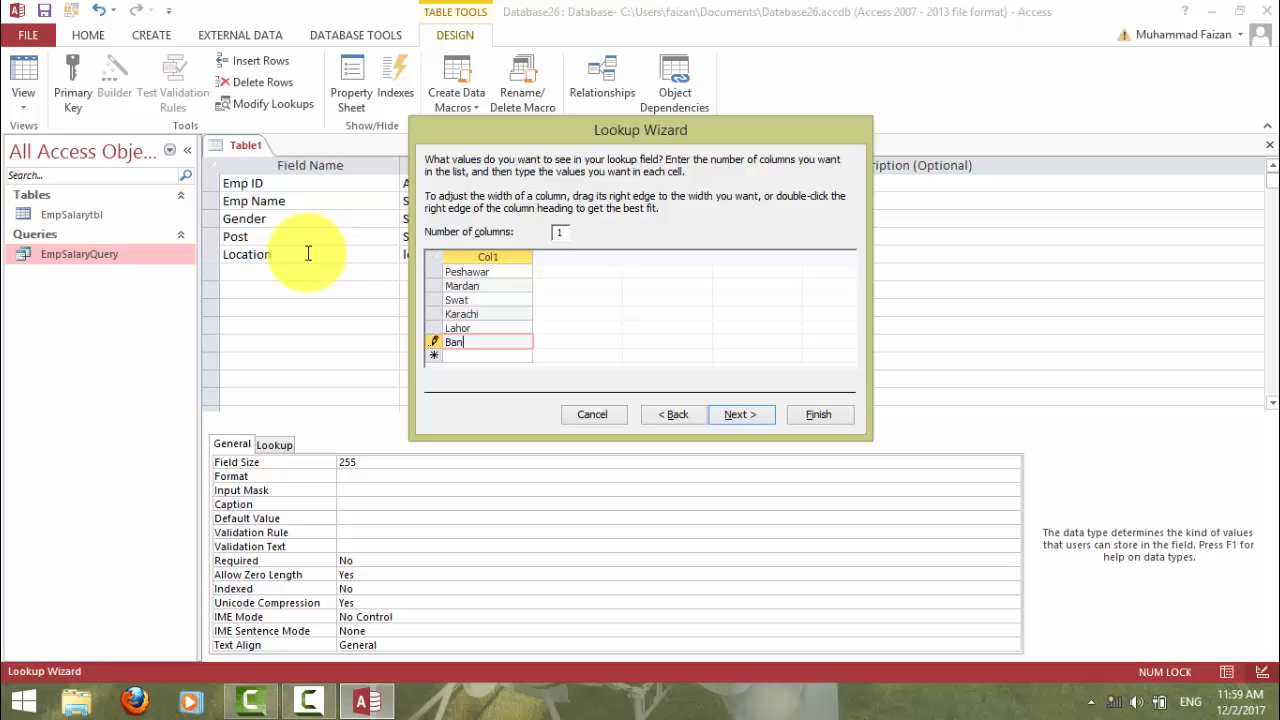 TABLE TOOLS
Database26 : Database- C:\Users\faizan\Documents\Database26.accdb (Access 2007 - 2013 file format) - Access
FILE HOME CREATE EXTERNAL DATA DATABASE TOOLS DESIGN Muhammad Faizan
View
Primary Key
Builder
Test Validation Rules
Insert Rows
Delete Rows
Modify Lookups
Property Sheet
Indexes
Create Data Macros
Rename/ Delete Macro
Relationships
Object Dependencies
Views Tools Show/Hide
All Access Obje...
Search...
Tables
EmpSalarytbl
Queries
EmpSalaryQuery
Table1
Field Name
ription (Optional)
Emp ID
Emp Name
Gender
Post
Location
Lookup Wizard
What values do you want to see in your lookup field? Enter the number of columns you want
in the list, and then type the values you want in each cell.
To adjust the width of a column, drag its right edge to the width you want, or double-click the
right edge of the column heading to get the best fit.
Number of columns: 1
Col1
Peshawar
Mardan
Swat
Karachi
Lahor
Ban
Cancel < Back Next > Finish
General Lookup
Field Size 255
Format
Input Mask
Caption
Default Value
Validation Rule
Validation Text
Required No
Allow Zero Length Yes
Indexed No
Unicode Compression Yes
IME Mode No Control
IME Sentence Mode None
Text Align General
The data type determines the kind of values
that users can store in the field. Press F1 for
help on data types.
Lookup Wizard NUM LOCK
ENG
11:59 AM
12/2/2017